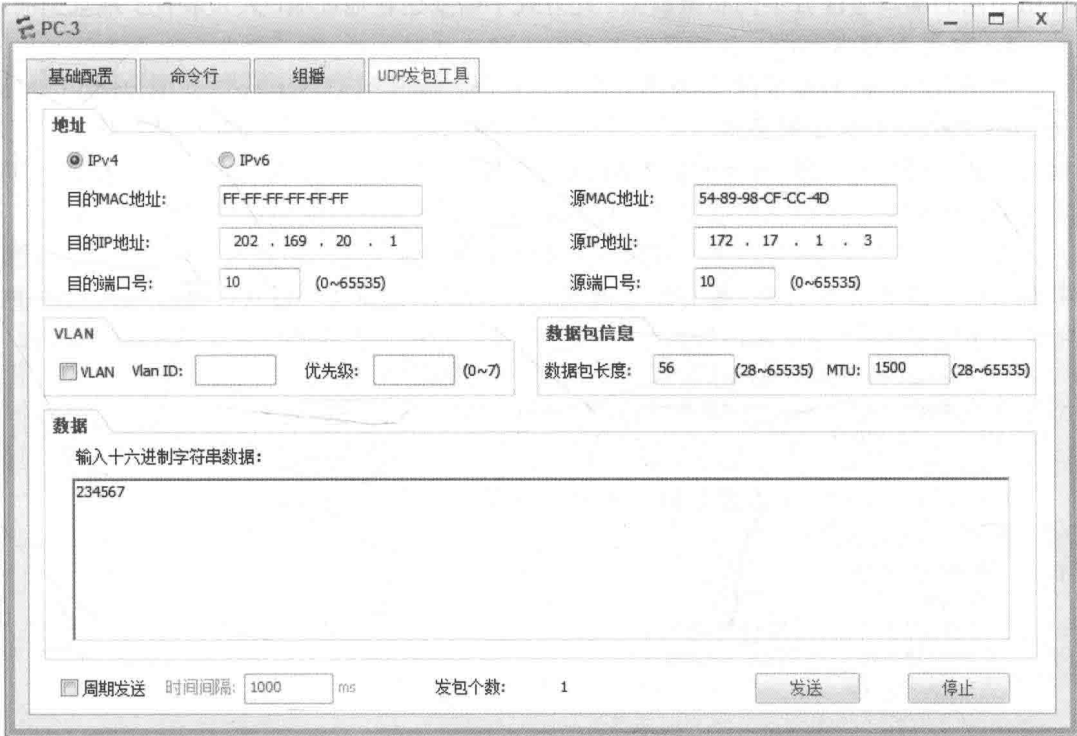 PC-3
基础配置 命令行 组播 UDP发包工具
地址
IPv4 IPv6
目的MAC地址: FF-FF-FF-FF-FF-FF 源MAC地址: 54-89-98-CF-CC-4D
目的IP地址: 202 . 169 . 20 . 1 源IP地址: 172 . 17 . 1 . 3
目的端口号: 10 (0~65535) 源端口号: 10 (0~65535)
VLAN 数据包信息
VLAN Vlan ID: 优先级: (0~7) 数据包长度: 56 (28~65535) MTU: 1500 (28~65535)
数据
输入十六进制字符串数据:
234567
周期发送 时间间隔: 1000 ms 发包个数: 1 发送 停止